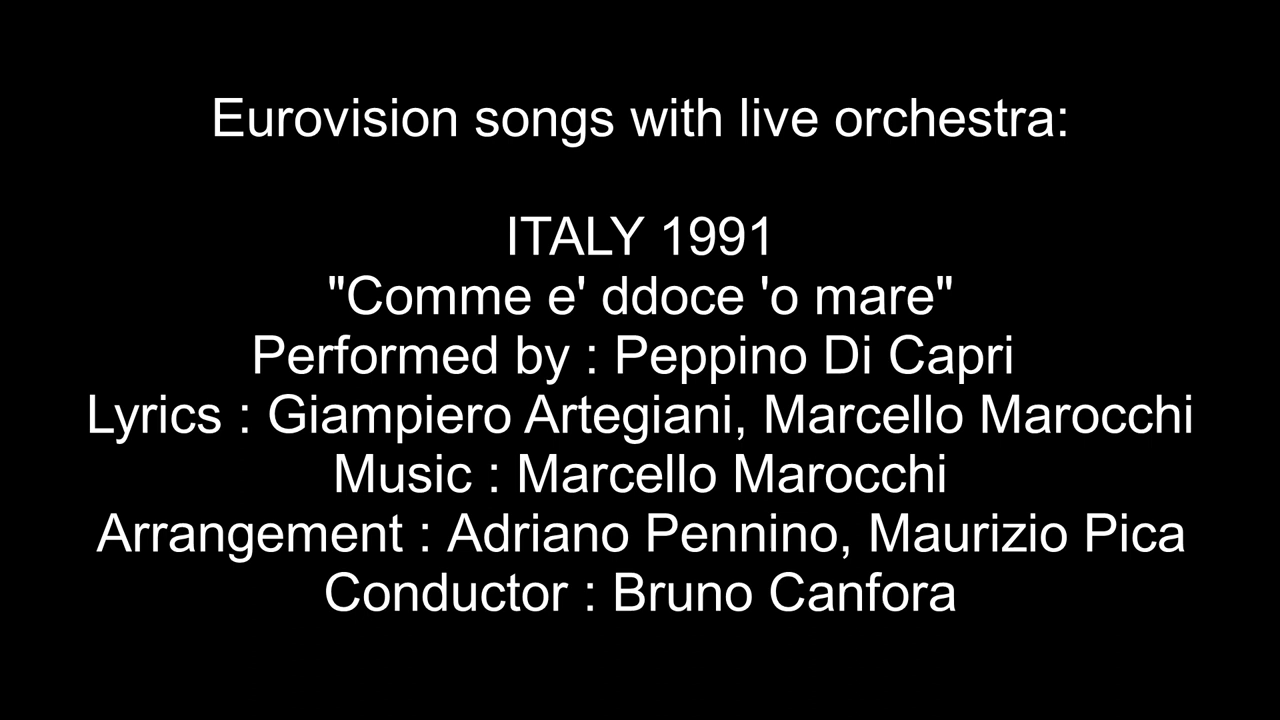 Eurovision songs with live orchestra:
ITALY 1991
"Comme e' ddoce 'o mare"
Performed by : Peppino Di Capri
Lyrics : Giampiero Artegiani, Marcello Marocchi
Music : Marcello Marocchi
Arrangement : Adriano Pennino, Maurizio Pica
Conductor : Bruno Canfora